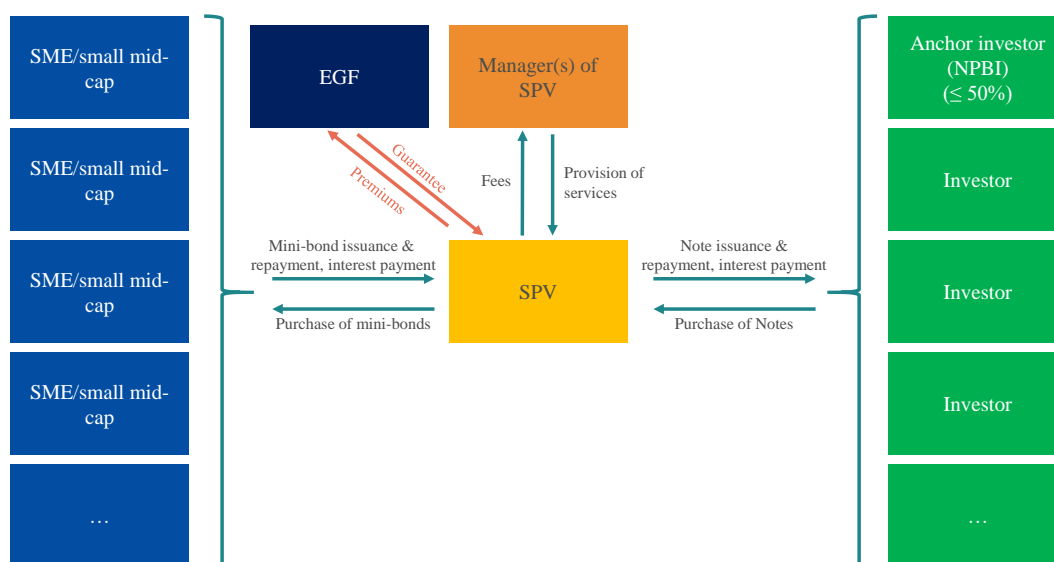 SME/small mid-
cap
SME/small mid-
cap
SME/small mid-
cap
SME/small mid-
cap
…
EGF
Manager(s) of
SPV
Guarantee
Premiums
Fees
Provision of
services
Mini-bond issuance &
repayment, interest payment
Purchase of mini-bonds
SPV
Note issuance &
repayment, interest payment
Purchase of Notes
Anchor investor
(NPBI)
(≤ 50%)
Investor
Investor
Investor
…